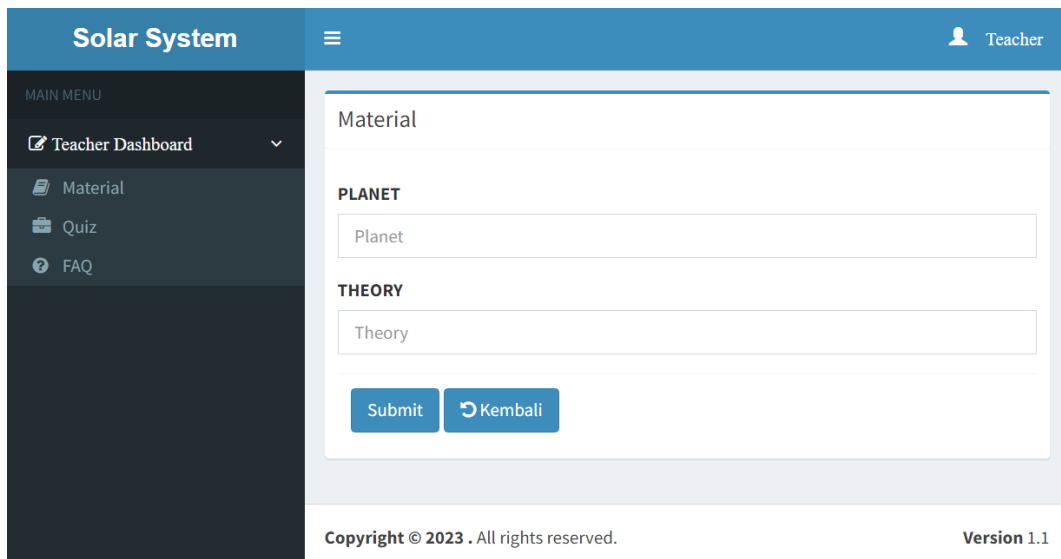 Solar System
Teacher
MAIN MENU
Teacher Dashboard
Material
Quiz
FAQ
Material
PLANET
Planet
THEORY
Theory
Submit
Kembali
Copyright © 2023 . All rights reserved.
Version 1.1